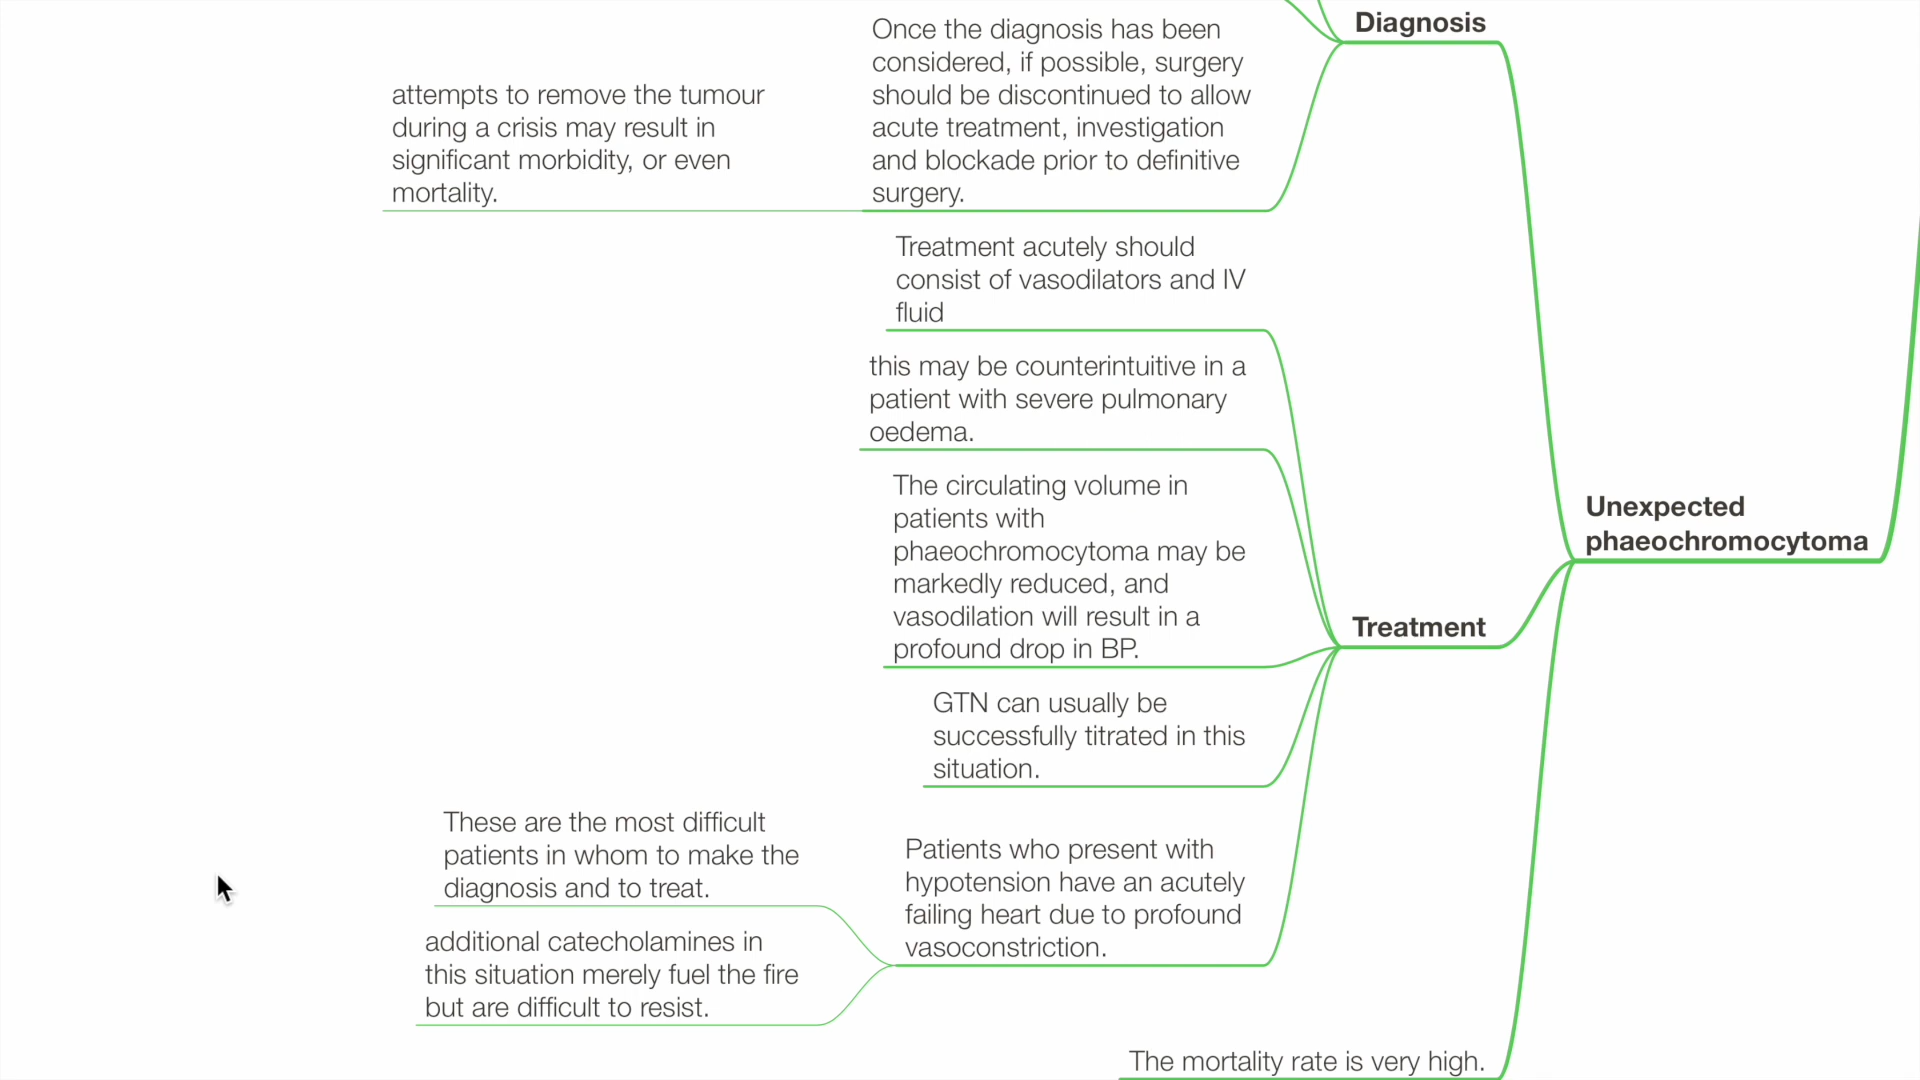 Diagnosis
Once the diagnosis has been
considered, if possible, surgery
should be discontinued to allow
acute treatment, investigation
and blockade prior to definitive
surgery.
attempts to remove the tumour
during a crisis may result in
significant morbidity, or even
mortality.
Unexpected
phaeochromocytoma
Treatment
Treatment acutely should
consist of vasodilators and IV
fluid
this may be counterintuitive in a
patient with severe pulmonary
oedema.
The circulating volume in
patients with
phaeochromocytoma may be
markedly reduced, and
vasodilation will result in a
profound drop in BP.
GTN can usually be
successfully titrated in this
situation.
Patients who present with
hypotension have an acutely
failing heart due to profound
vasoconstriction.
These are the most difficult
patients in whom to make the
diagnosis and to treat.
additional catecholamines in
this situation merely fuel the fire
but are difficult to resist.
The mortality rate is very high.